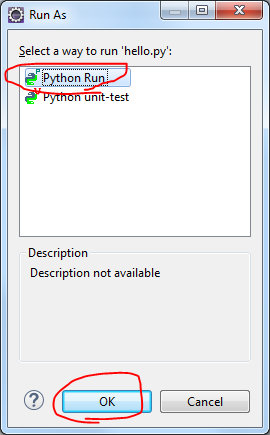 Run As
Select a way to run 'hello.py':
Python Run
Python unit-test
Description
Description not available
?
OK
Cancel